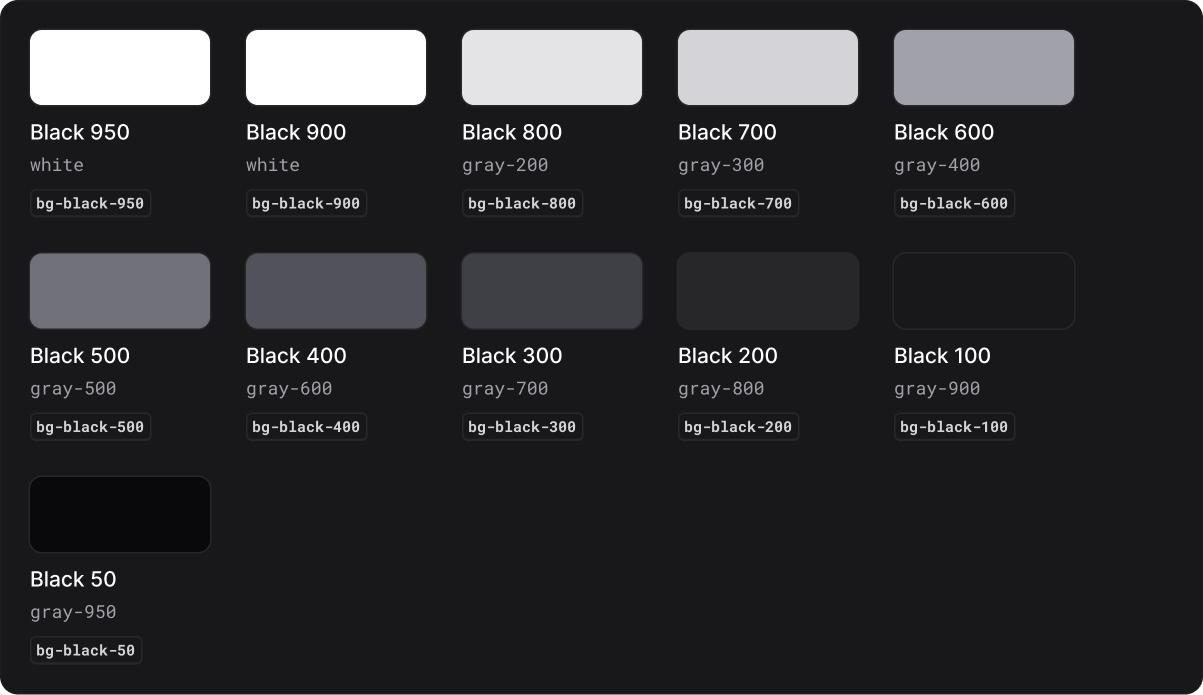 Black 950
white
bg-black-950
Black 900
white
bg-black-900
Black 800
gray-200
bg-black-800
Black 700
gray-300
bg-black-700
Black 600
gray-400
bg-black-600
Black 500
gray-500
bg-black-500
Black 400
gray-600
bg-black-400
Black 300
gray-700
bg-black-300
Black 200
gray-800
bg-black-200
Black 100
gray-900
bg-black-100
Black 50
gray-950
bg-black-50